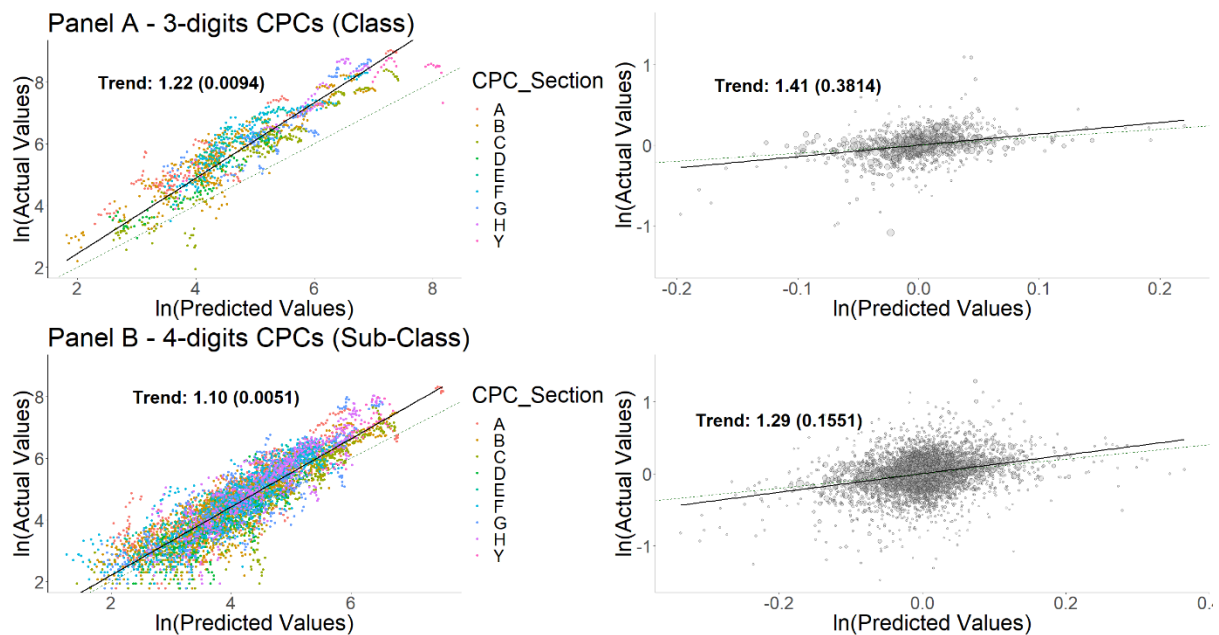 Panel A - 3-digits CPCs (Class)
Trend: 1.22 (0.0094)
ln(Actual Values)
8
6
4
2
2
4
6
8
ln(Predicted Values)
CPC_Section
A
B
C
D
E
F
G
H
Y
Trend: 1.41 (0.3814)
ln(Actual Values)
1
0
-1
-0.2
-0.1
0.0
0.1
0.2
ln(Predicted Values)
Panel B - 4-digits CPCs (Sub-Class)
Trend: 1.10 (0.0051)
ln(Actual Values)
8
6
4
2
2
4
6
ln(Predicted Values)
CPC_Section
A
B
C
D
E
F
G
H
Y
Trend: 1.29 (0.1551)
ln(Actual Values)
1
0
-1
-0.2
0.0
0.2
0.4
ln(Predicted Values)